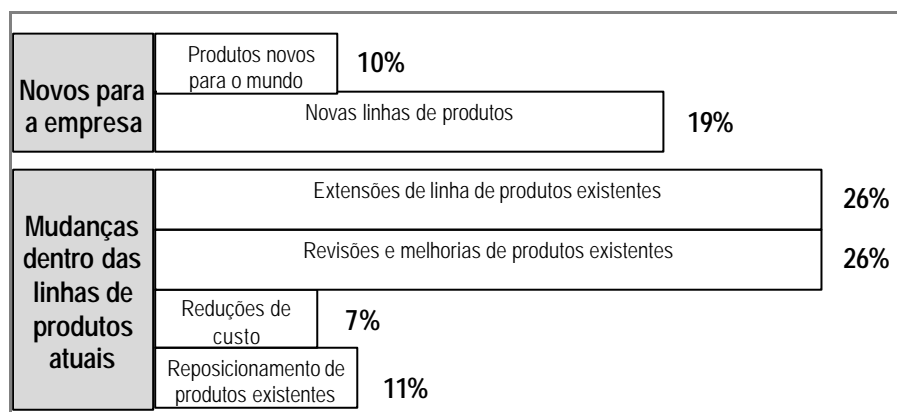 Novos para
a empresa
Produtos novos
para o mundo
10%
Novas linhas de produtos
19%
Mudanças
dentro das
linhas de
produtos
atuais
Extensões de linha de produtos existentes
26%
Revisões e melhorias de produtos existentes
26%
Reduções de
custo
7%
Reposicionamento de
produtos existentes
11%